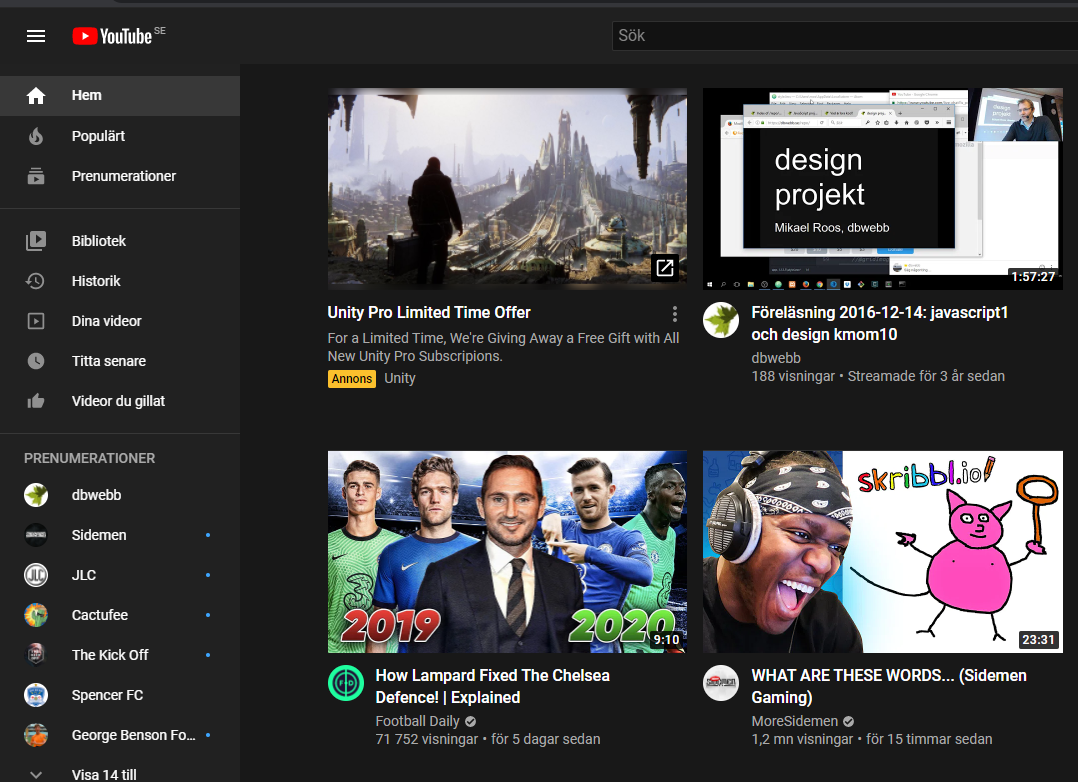 YouTube SE
Sök
Hem
Populärt
Prenumerationer
Bibliotek
Historik
Dina videor
Titta senare
Videor du gillat
PRENUMERATIONER
dbwebb
Sidemen
JLC
Cactufee
The Kick Off
Spencer FC
George Benson Fo...
Visa 14 till
Unity Pro Limited Time Offer
For a Limited Time, We're Giving Away a Free Gift with All
New Unity Pro Subscripions.
Annons Unity
design
projekt
Mikael Roos, dbwebb
1:57:27
Föreläsning 2016-12-14: javascript1
och design kmom10
dbwebb
188 visningar • Streamade för 3 år sedan
2019
2020
9:10
How Lampard Fixed The Chelsea
Defence! | Explained
Football Daily
71 752 visningar • för 5 dagar sedan
skribbl.io
23:31
WHAT ARE THESE WORDS... (Sidemen
Gaming)
MoreSidemen
1,2 mn visningar • för 15 timmar sedan